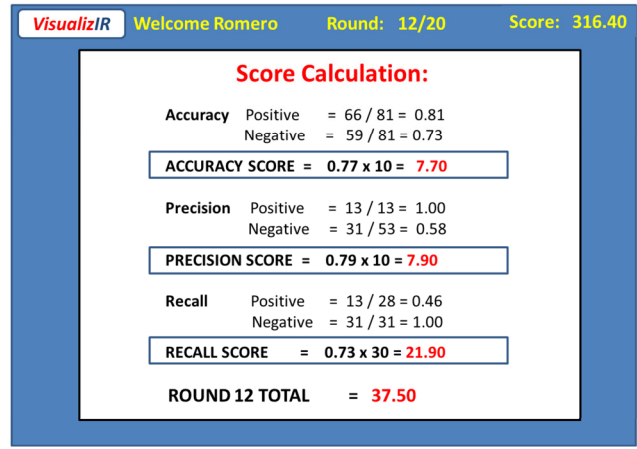 VisualizIR Welcome Romero Round: 12/20 Score: 316.40
Score Calculation:
Accuracy Positive = 66 / 81 = 0.81
Negative = 59 / 81 = 0.73
ACCURACY SCORE = 0.77 x 10 = 7.70
Precision Positive = 13 / 13 = 1.00
Negative = 31 / 53 = 0.58
PRECISION SCORE = 0.79 x 10 = 7.90
Recall Positive = 13 / 28 = 0.46
Negative = 31 / 31 = 1.00
RECALL SCORE = 0.73 x 30 = 21.90
ROUND 12 TOTAL = 37.50